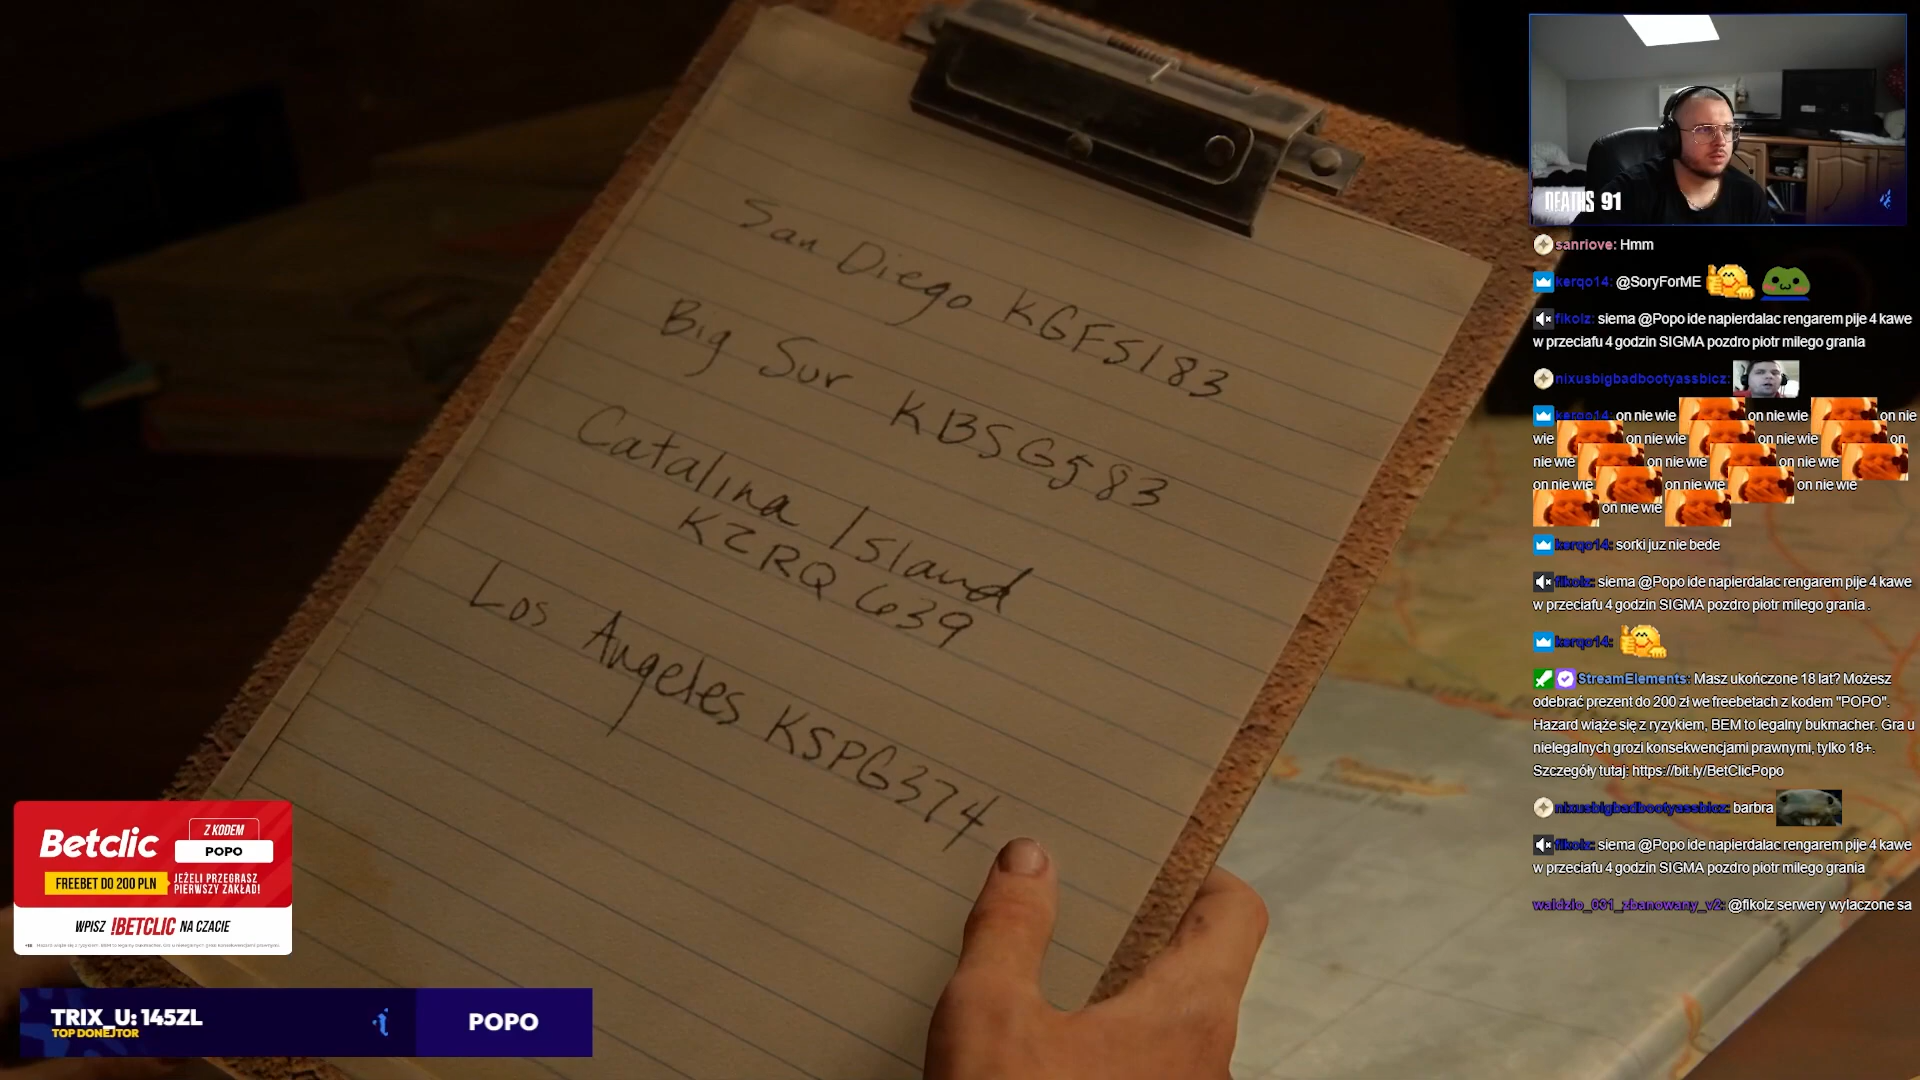 San Diego KGFS183
Big Sur KBSG583
Catalina Island
KZRQ639
Los Angeles KSPG374
DEATHS 91
sanriove: Hmm
kerqo14: @SoryForME
fikolz: siema @Popo ide napierdalac rengarem pije 4 kawe
w przeciafu 4 godzin SIGMA pozdro piotr milego grania
nixusbigbadbootyassbicz:
kerqo14: on nie wie on nie wie on nie
wie on nie wie on nie wie on
nie wie on nie wie on nie wie
on nie wie on nie wie on nie wie
on nie wie
kerqo14: sorki juz nie bede
fikolz: siema @Popo ide napierdalac rengarem pije 4 kawe
w przeciafu 4 godzin SIGMA pozdro piotr milego grania .
kerqo14:
StreamElements: Masz ukończone 18 lat? Możesz
odebrać prezent do 200 zł we freebetach z kodem "POPO".
Hazard wiąże się z ryzykiem, BEM to legalny bukmacher. Gra u
nielegalnych grozi konsekwencjami prawnymi, tylko 18+.
Szczegóły tutaj: https://bit.ly/BetClicPopo
nixusbigbadbootyassbicz: barbra
fikolz: siema @Popo ide napierdalac rengarem pije 4 kawe
w przeciafu 4 godzin SIGMA pozdro piotr milego grania
waldzio_031_zbanowany_v2: @fikolz serwery wylaczone sa
Betclic
Z KODEM
POPO
FREEBET DO 200 PLN
JEŻELI PRZEGRASZ
PIERWSZY ZAKŁAD!
WPISZ !BETCLIC NA CZACIE
TRIX_U: 145ZL
TOP DONEJTOR
POPO